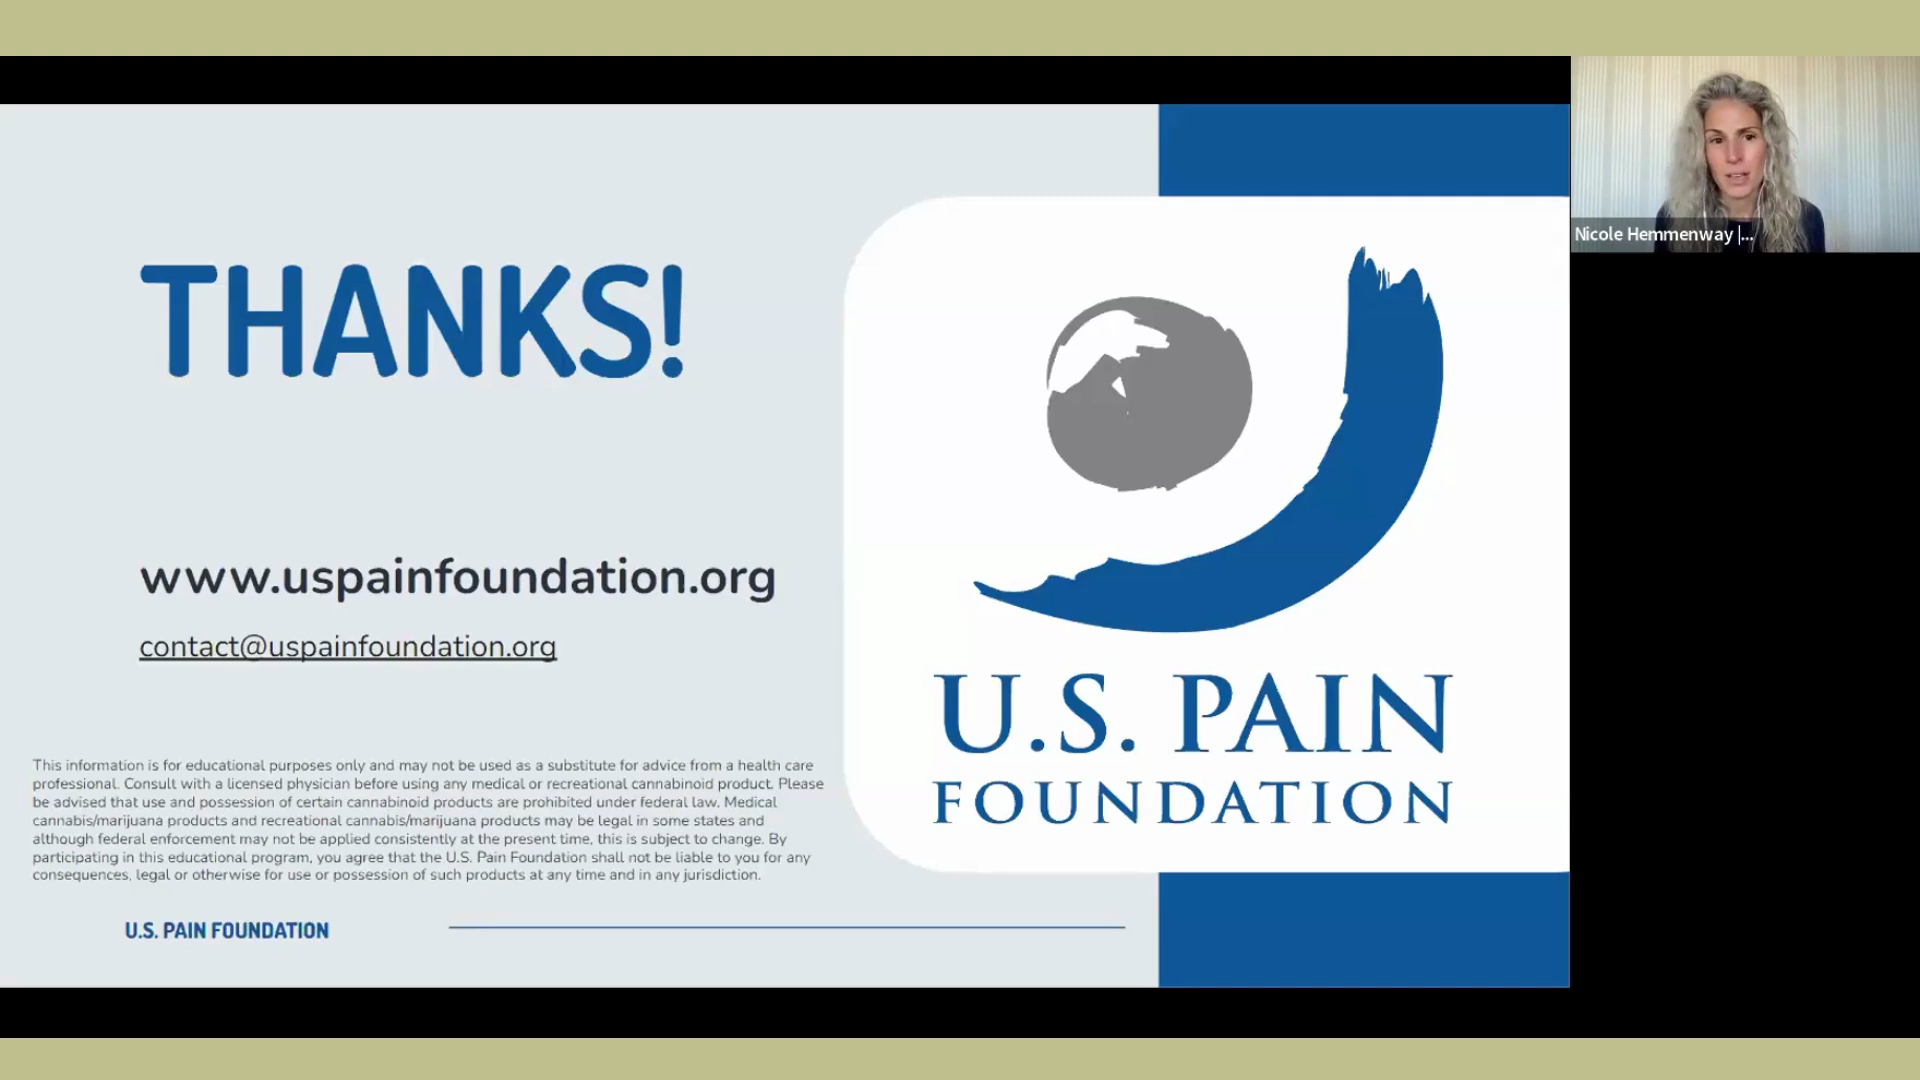 THANKS!
www.uspainfoundation.org
contact@uspainfoundation.org
This information is for educational purposes only and may not be used as a substitute for advice from a health care
professional. Consult with a licensed physician before using any medical or recreational cannabinoid product. Please
be advised that use and possession of certain cannabinoid products are prohibited under federal law. Medical
cannabis/marijuana products and recreational cannabis/marijuana products may be legal in some states and
although federal enforcement may not be applied consistently at the present time, this is subject to change. By
participating in this educational program, you agree that the U.S. Pain Foundation shall not be liable to you for any
consequences, legal or otherwise for use or possession of such products at any time and in any jurisdiction.
U.S. PAIN FOUNDATION
U.S. PAIN
FOUNDATION
Nicole Hemmenway |...